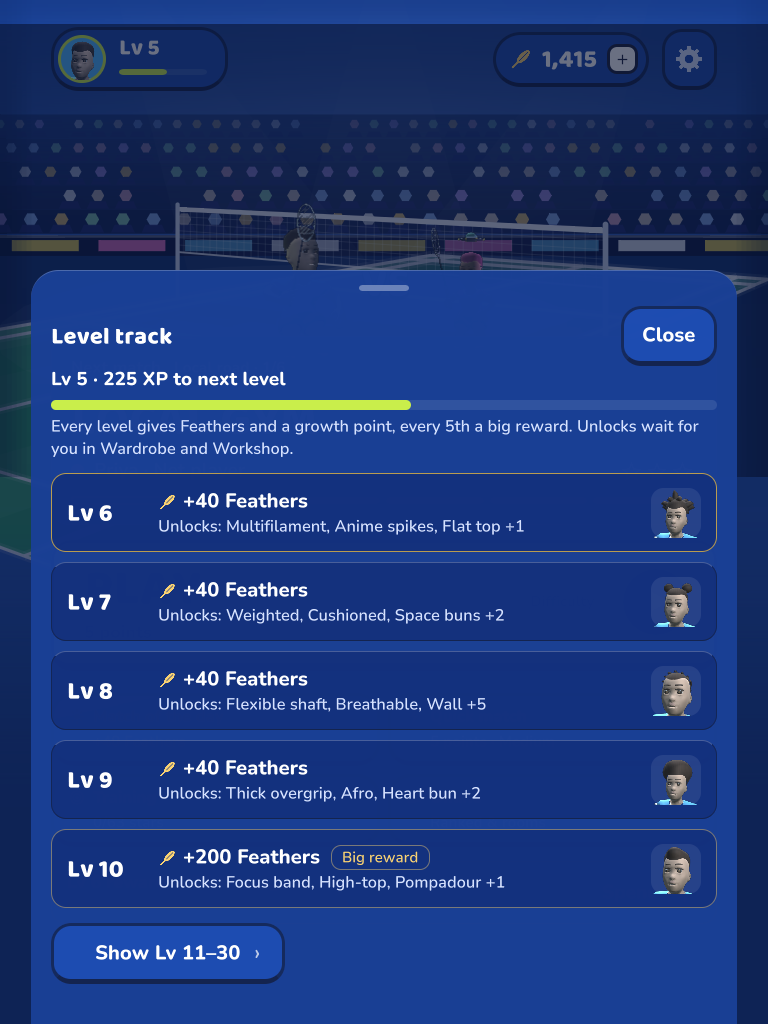 Lv 5
1,415
+
Level track
Close
Lv 5 · 225 XP to next level
Every level gives Feathers and a growth point, every 5th a big reward. Unlocks wait for
you in Wardrobe and Workshop.
Lv 6
+40 Feathers
Unlocks: Multifilament, Anime spikes, Flat top +1
Lv 7
+40 Feathers
Unlocks: Weighted, Cushioned, Space buns +2
Lv 8
+40 Feathers
Unlocks: Flexible shaft, Breathable, Wall +5
Lv 9
+40 Feathers
Unlocks: Thick overgrip, Afro, Heart bun +2
Lv 10
+200 Feathers Big reward
Unlocks: Focus band, High-top, Pompadour +1
Show Lv 11–30 ›